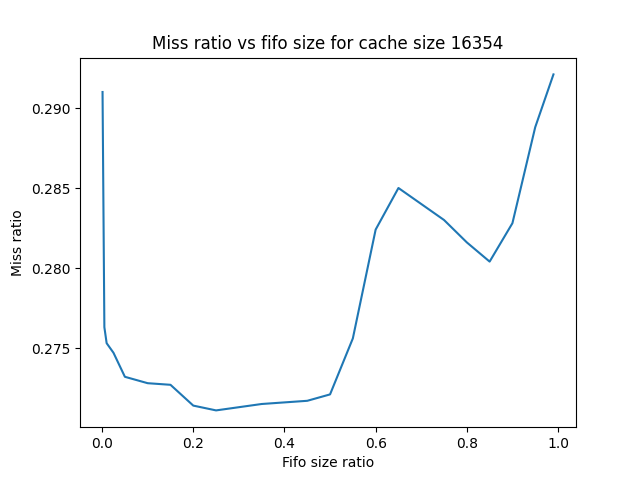 Miss ratio vs fifo size for cache size 16354
0.290
0.285
0.280
0.275
Miss ratio
0.0 0.2 0.4 0.6 0.8 1.0
Fifo size ratio